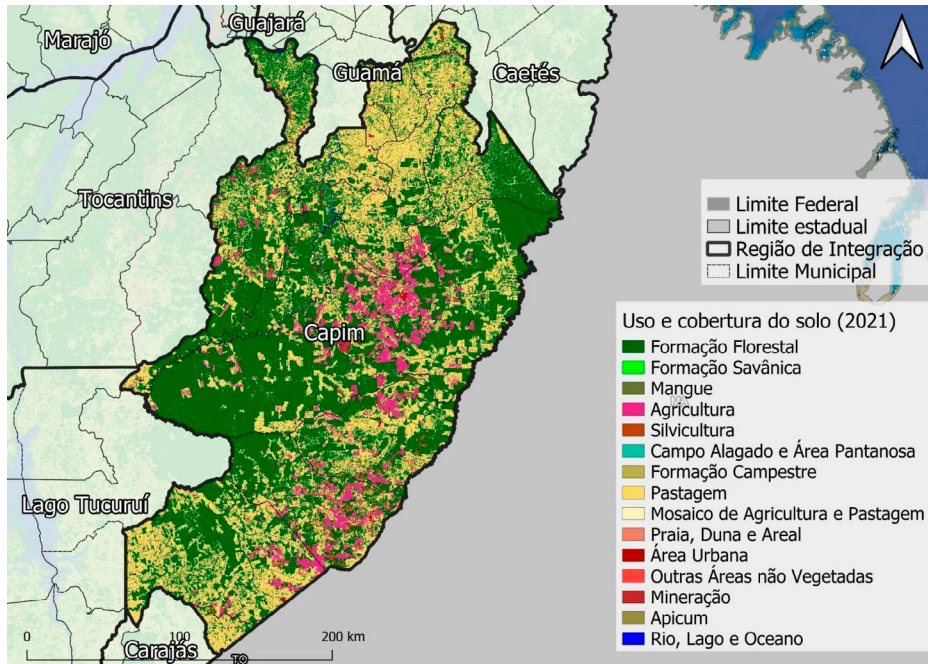 Guajará
Marajó
Guamá
Caetés
Tocantins
Capim
Lago Tucuruí
Carajás
0
100
200 km
TO
MA
Limite Federal
Limite estadual
Região de Integração
Limite Municipal
Uso e cobertura do solo (2021)
Formação Florestal
Formação Savânica
Mangue
Agricultura
Silvicultura
Campo Alagado e Área Pantanosa
Formação Campestre
Pastagem
Mosaico de Agricultura e Pastagem
Praia, Duna e Areal
Área Urbana
Outras Áreas não Vegetadas
Mineração
Apicum
Rio, Lago e Oceano